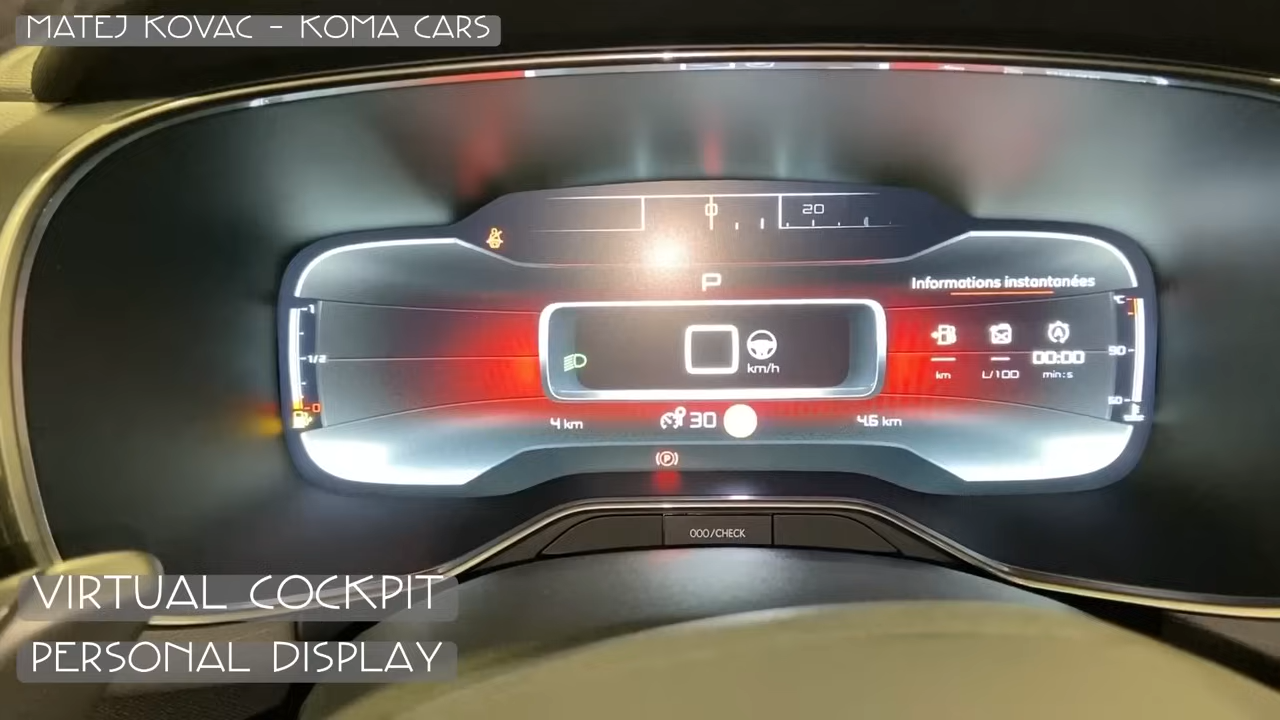 MATEJ KOVAC - KOMA CARS
0
20
P
Informations instantanées
1
1/2
0
km/h
00:00
km
L/100
min:s
°C
90
50
4 km
30
4.6 km
P
000/CHECK
VIRTUAL COCKPIT
PERSONAL DISPLAY